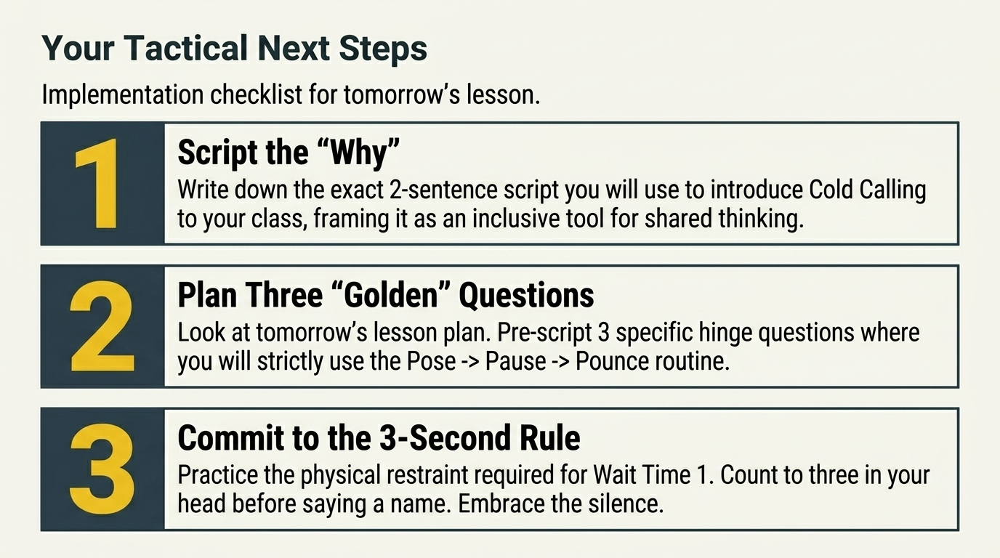 Your Tactical Next Steps
Implementation checklist for tomorrow’s lesson.
1
Script the “Why”
Write down the exact 2-sentence script you will use to introduce Cold Calling
to your class, framing it as an inclusive tool for shared thinking.
2
Plan Three “Golden” Questions
Look at tomorrow’s lesson plan. Pre-script 3 specific hinge questions where
you will strictly use the Pose -> Pause -> Pounce routine.
3
Commit to the 3-Second Rule
Practice the physical restraint required for Wait Time 1. Count to three in your
head before saying a name. Embrace the silence.